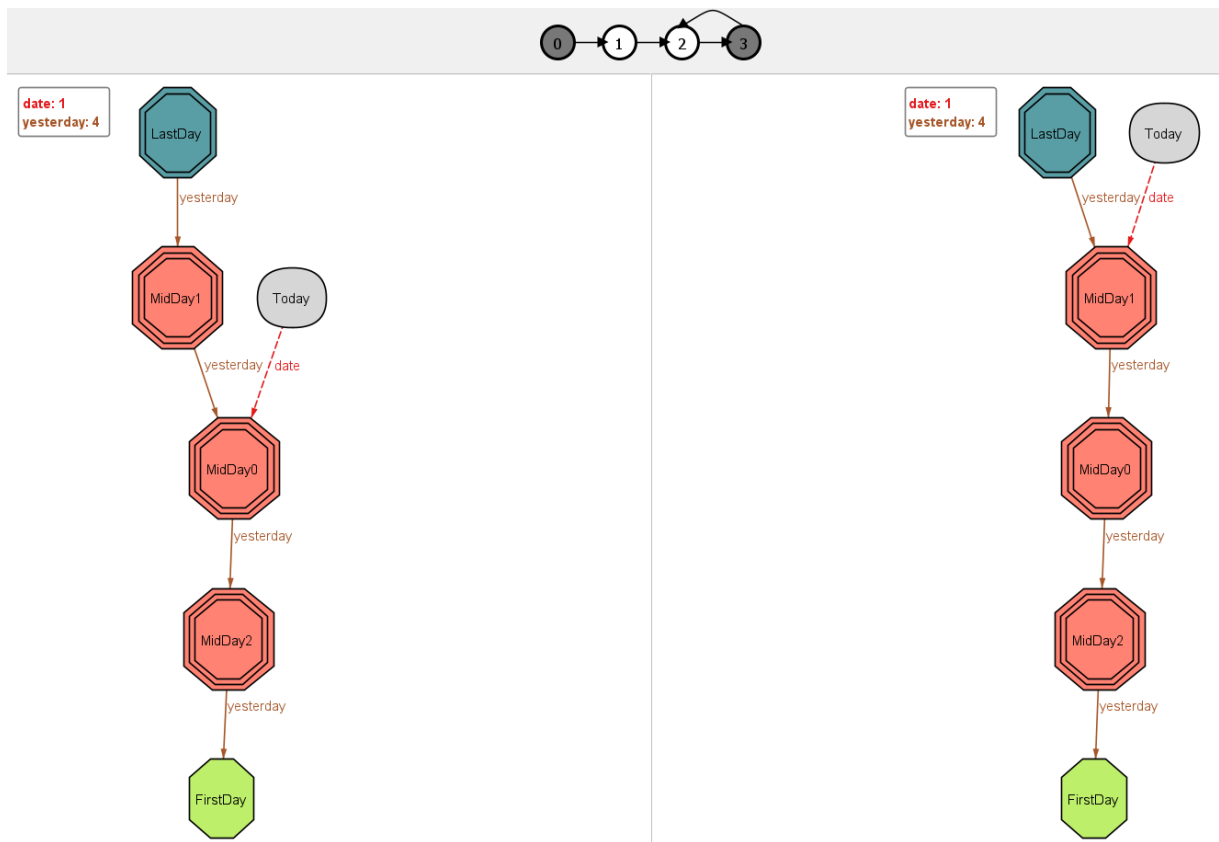 0
1
2
3
date: 1
yesterday: 4
LastDay
yesterday
MidDay1
Today
yesterday
date
MidDay0
yesterday
MidDay2
yesterday
FirstDay
date: 1
yesterday: 4
LastDay
Today
yesterday
date
MidDay1
yesterday
MidDay0
yesterday
MidDay2
yesterday
FirstDay